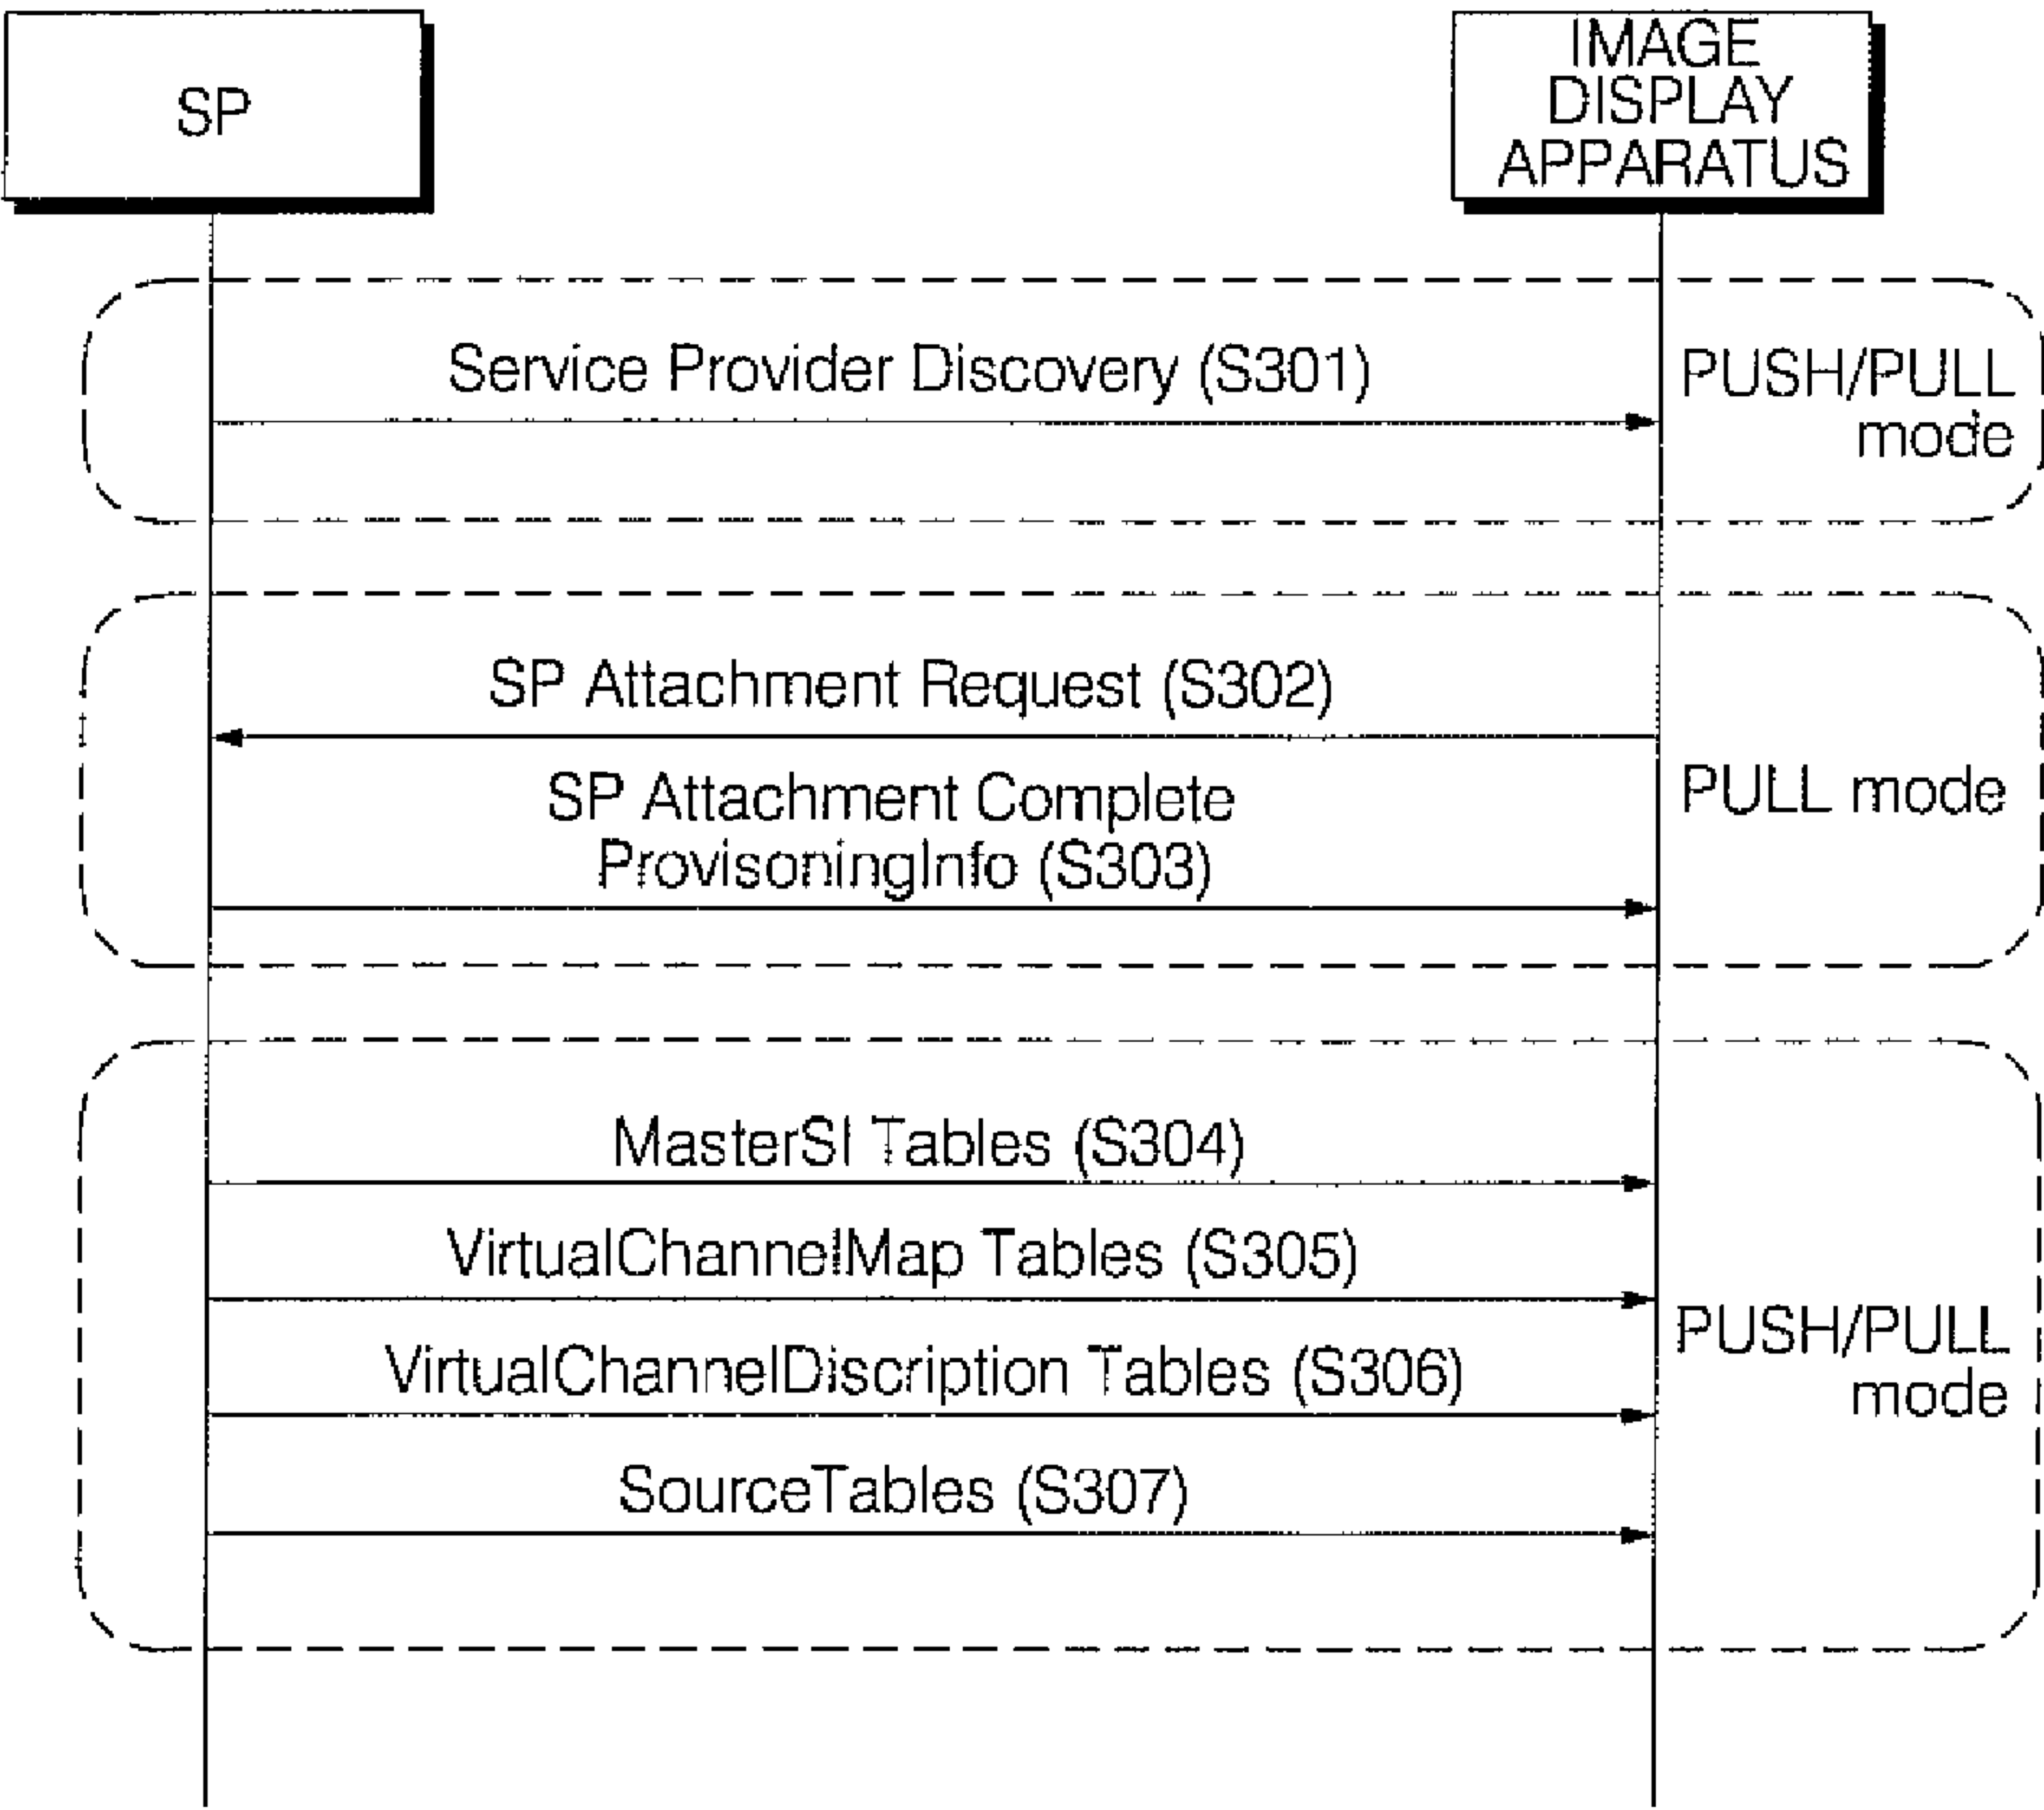 SP
IMAGE
DISPLAY
APPARATUS
Service Provider Discovery (S301)
PUSH/PULL
mode
SP Attachment Request (S302)
SP Attachment Complete
ProvisoningInfo (S303)
PULL mode
MasterSI Tables (S304)
VirtualChannelMap Tables (S305)
VirtualChannelDiscription Tables (S306)
SourceTables (S307)
PUSH/PULL
mode